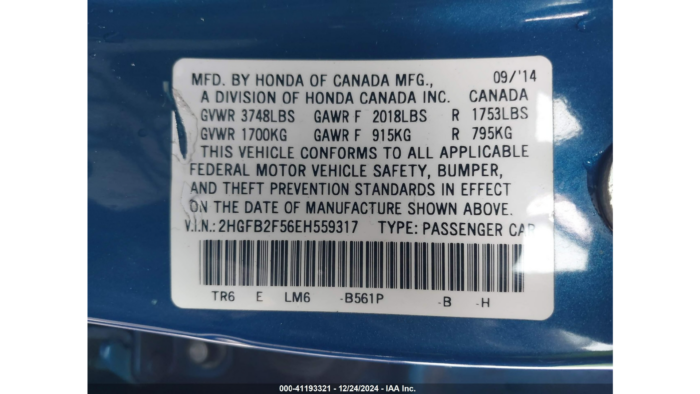 MFD. BY HONDA OF CANADA MFG., 09/'14
A DIVISION OF HONDA CANADA INC. CANADA
GVWR 3748LBS GAWR F 2018LBS R 1753LBS
GVWR 1700KG GAWR F 915KG R 795KG
THIS VEHICLE CONFORMS TO ALL APPLICABLE
FEDERAL MOTOR VEHICLE SAFETY, BUMPER,
AND THEFT PREVENTION STANDARDS IN EFFECT
ON THE DATE OF MANUFACTURE SHOWN ABOVE.
V.I.N.: 2HGFB2F56EH559317 TYPE: PASSENGER CAR
TR6 E LM6 -B561P -B -H
000-41193321 - 12/24/2024 - IAA Inc.